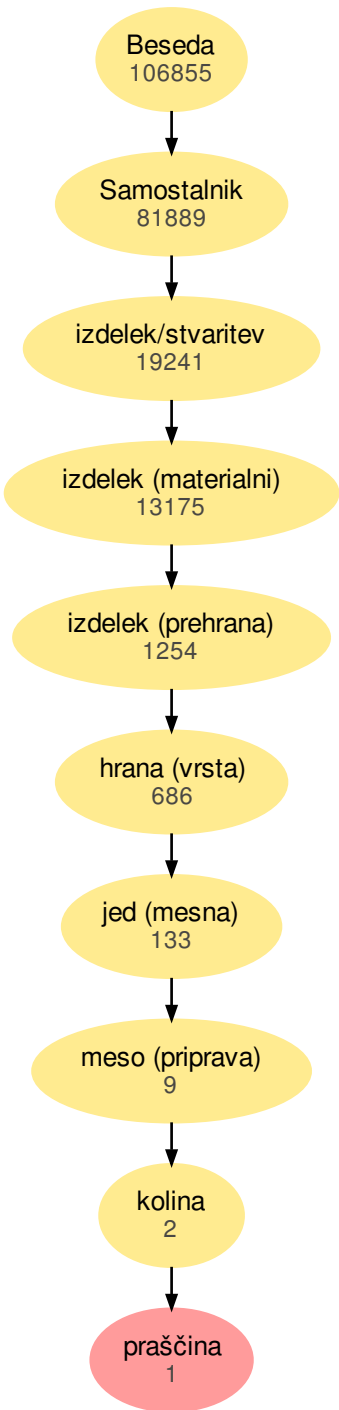 Beseda
106855
Samostalnik
81889
izdelek/stvaritev
19241
izdelek (materialni)
13175
izdelek (prehrana)
1254
hrana (vrsta)
686
jed (mesna)
133
meso (priprava)
9
kolina
2
praščina
1